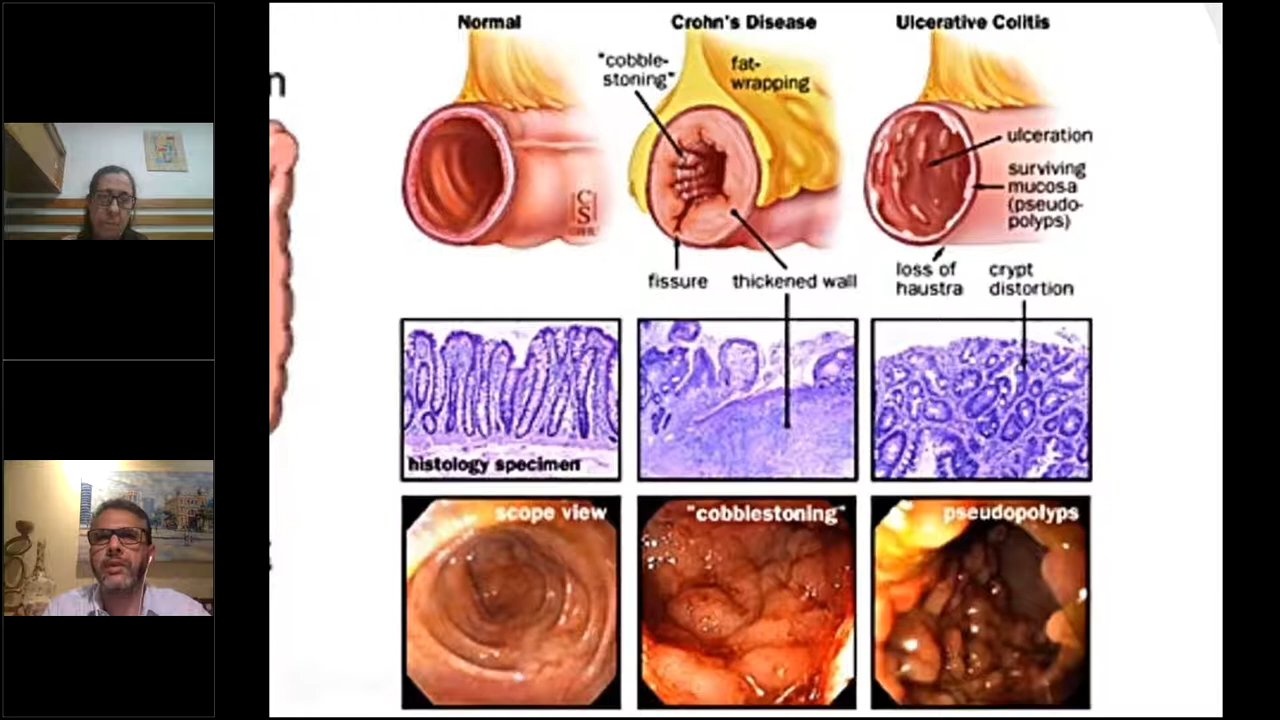 n
Normal
Crohn's Disease
Ulcerative Colitis
"cobble-
stoning"
fat-
wrapping
ulceration
surviving
mucosa
(pseudo-
polyps)
C
S
fissure
thickened wall
loss of
haustra
crypt
distortion
histology specimen
scope view
"cobblestoning"
pseudopolyps